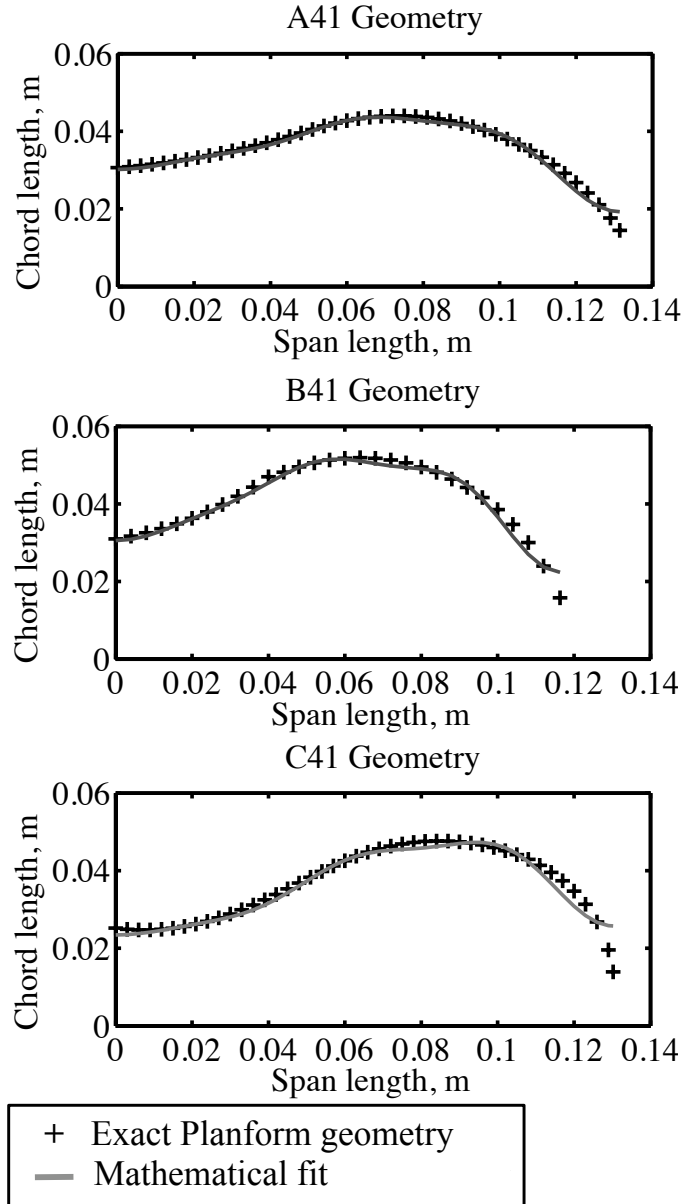 A41 Geometry
0.06
0.04
0.02
0
Chord length, m
0 0.02 0.04 0.06 0.08 0.1 0.12 0.14
Span length, m
B41 Geometry
0.06
0.04
0.02
0
Chord length, m
0 0.02 0.04 0.06 0.08 0.1 0.12 0.14
Span length, m
C41 Geometry
0.06
0.04
0.02
0
Chord length, m
0 0.02 0.04 0.06 0.08 0.1 0.12 0.14
Span length, m
+ Exact Planform geometry
Mathematical fit